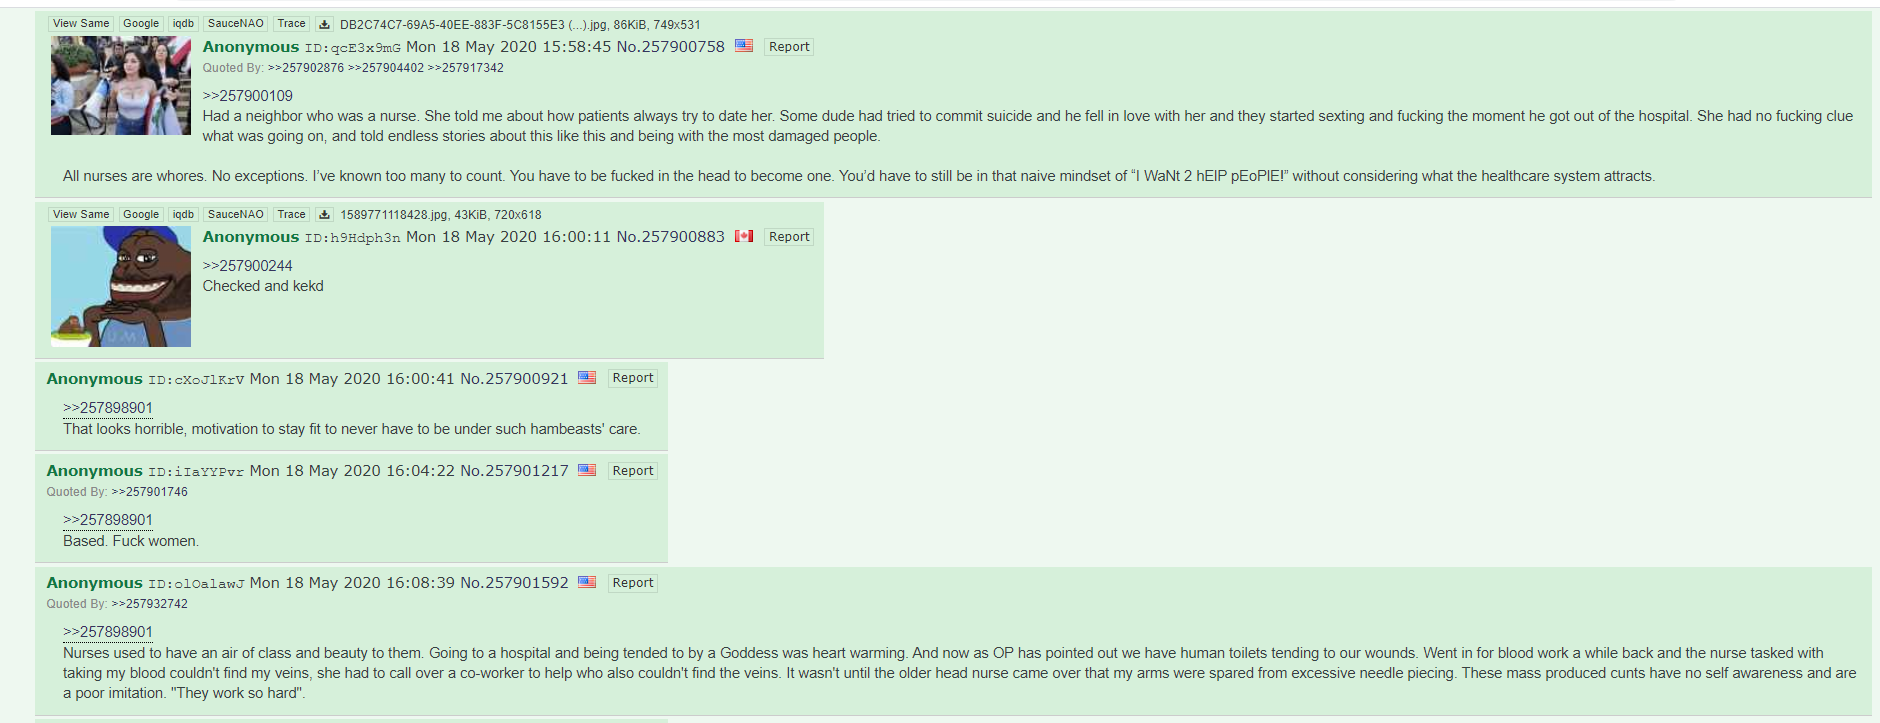 View Same Google iqdb SauceNAO Trace DB2C74C7-69A5-40EE-883F-5C8155E3 (...).jpg, 86KiB, 749x531
Anonymous ID:qcE3x9mG Mon 18 May 2020 15:58:45 No.257900758 Report
Quoted By: >>257902876 >>257904402 >>257917342
>>257900109
Had a neighbor who was a nurse. She told me about how patients always try to date her. Some dude had tried to commit suicide and he fell in love with her and they started sexting and fucking the moment he got out of the hospital. She had no fucking clue
what was going on, and told endless stories about this like this and being with the most damaged people.
All nurses are whores. No exceptions. I’ve known too many to count. You have to be fucked in the head to become one. You’d have to still be in that naive mindset of “I WaNt 2 hElP pEoPlE!” without considering what the healthcare system attracts.
View Same Google iqdb SauceNAO Trace 1589771118428.jpg, 43KiB, 720x618
Anonymous ID:h9Hdph3n Mon 18 May 2020 16:00:11 No.257900883 Report
>>257900244
Checked and kekd
Anonymous ID:cXoJlKrV Mon 18 May 2020 16:00:41 No.257900921 Report
>>257898901
That looks horrible, motivation to stay fit to never have to be under such hambeasts' care.
Anonymous ID:iIaYYPvr Mon 18 May 2020 16:04:22 No.257901217 Report
Quoted By: >>257901746
>>257898901
Based. Fuck women.
Anonymous ID:olOalawJ Mon 18 May 2020 16:08:39 No.257901592 Report
Quoted By: >>257932742
>>257898901
Nurses used to have an air of class and beauty to them. Going to a hospital and being tended to by a Goddess was heart warming. And now as OP has pointed out we have human toilets tending to our wounds. Went in for blood work a while back and the nurse tasked with
taking my blood couldn't find my veins, she had to call over a co-worker to help who also couldn't find the veins. It wasn't until the older head nurse came over that my arms were spared from excessive needle piecing. These mass produced cunts have no self awareness and are
a poor imitation. "They work so hard".